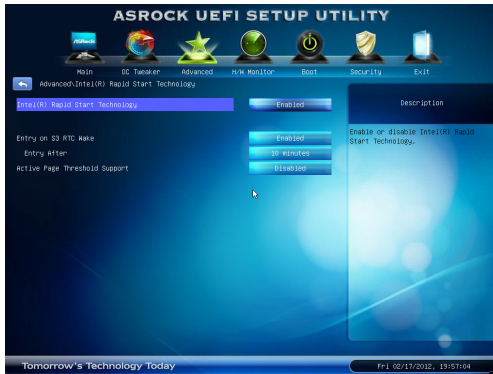 ASROCK UEFI SETUP UTILITY
ASRock
Main
OC Tweaker
Advanced
H/W Monitor
Boot
Security
Exit
Advanced\Intel(R) Rapid Start Technology
Intel(R) Rapid Start Technology
Enabled
Entry on S3 RTC Wake
Enabled
Entry After
10 minutes
Active Page Threshold Support
Disabled
Description
Enable or disable Intel(R) Rapid
Start Technology.
Tomorrow's Technology Today
Fri 02/17/2012, 19:57:04